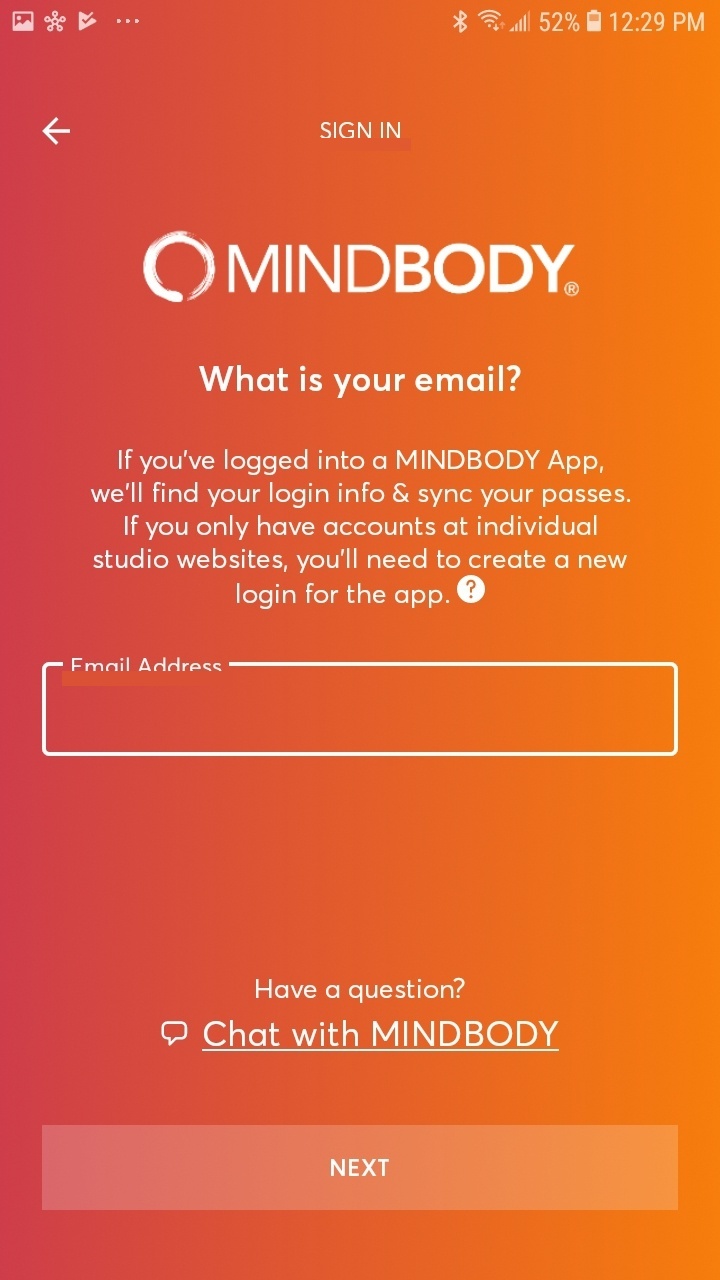 52% 12:29 PM
SIGN IN
MINDBODY®
What is your email?
If you've logged into a MINDBODY App,
we'll find your login info & sync your passes.
If you only have accounts at individual
studio websites, you'll need to create a new
login for the app. ?
Email Address
Have a question?
Chat with MINDBODY
NEXT